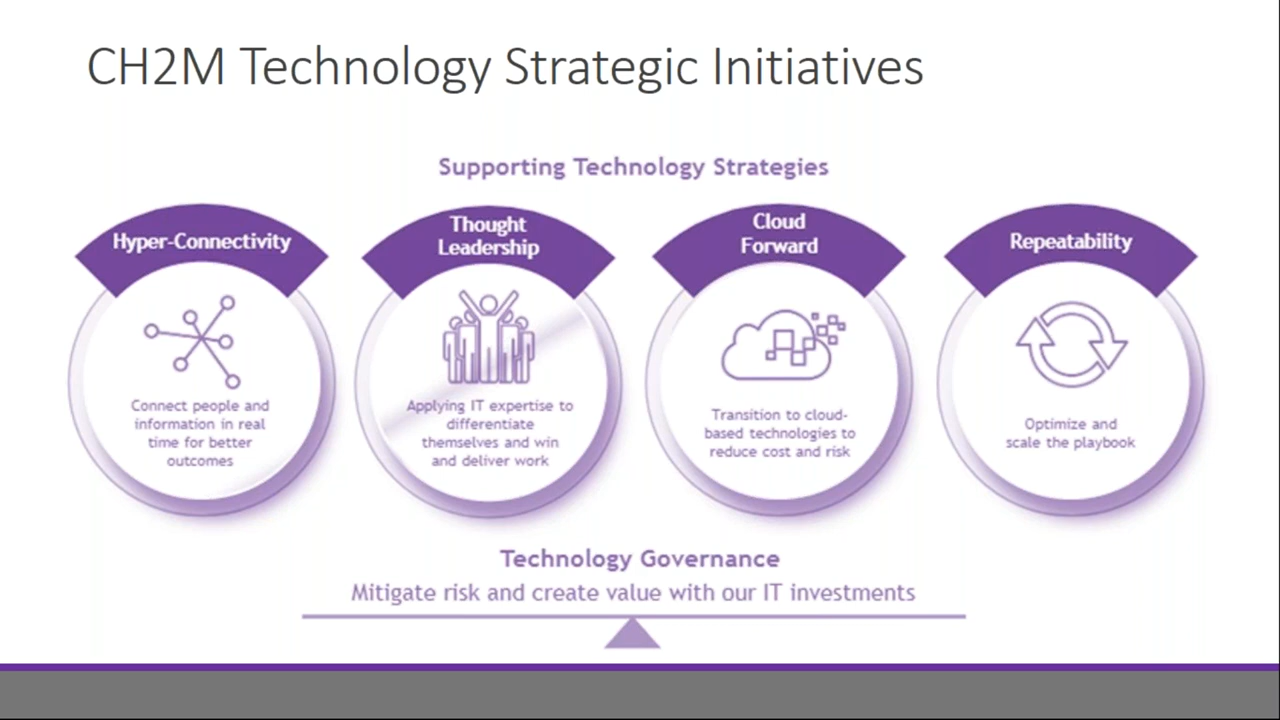 CH2M Technology Strategic Initiatives
Supporting Technology Strategies
Hyper-Connectivity
Connect people and
information in real
time for better
outcomes
Thought
Leadership
Applying IT expertise to
differentiate
themselves and win
and deliver work
Cloud
Forward
Transition to cloud-
based technologies to
reduce cost and risk
Repeatability
Optimize and
scale the playbook
Technology Governance
Mitigate risk and create value with our IT investments